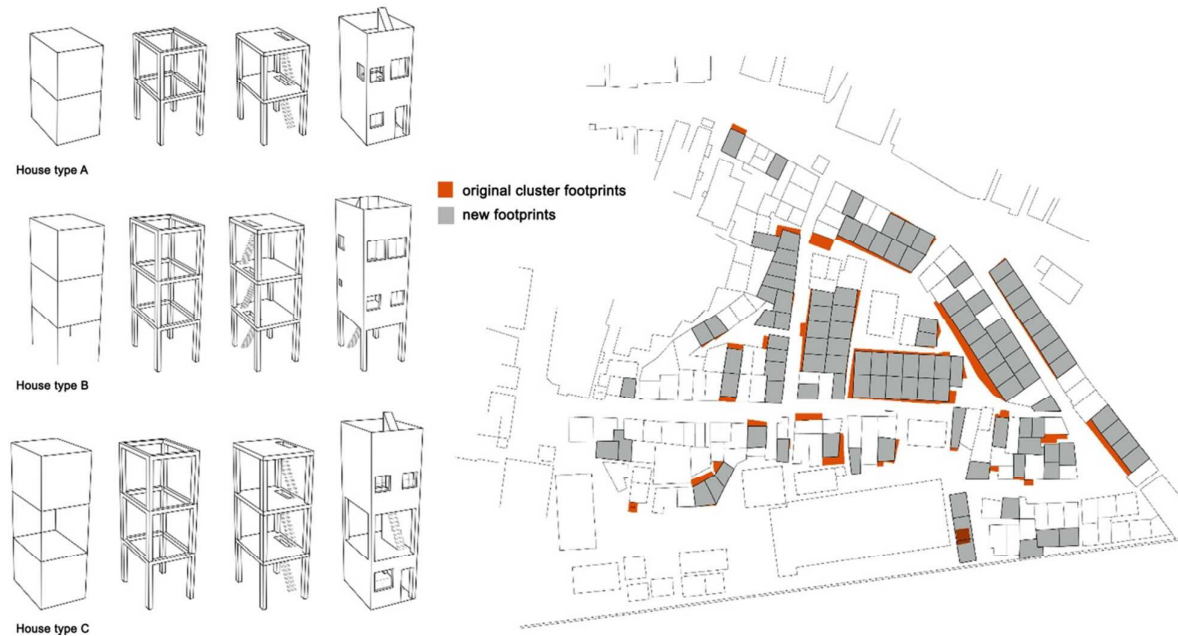 House type A
original cluster footprints
new footprints
House type B
House type C